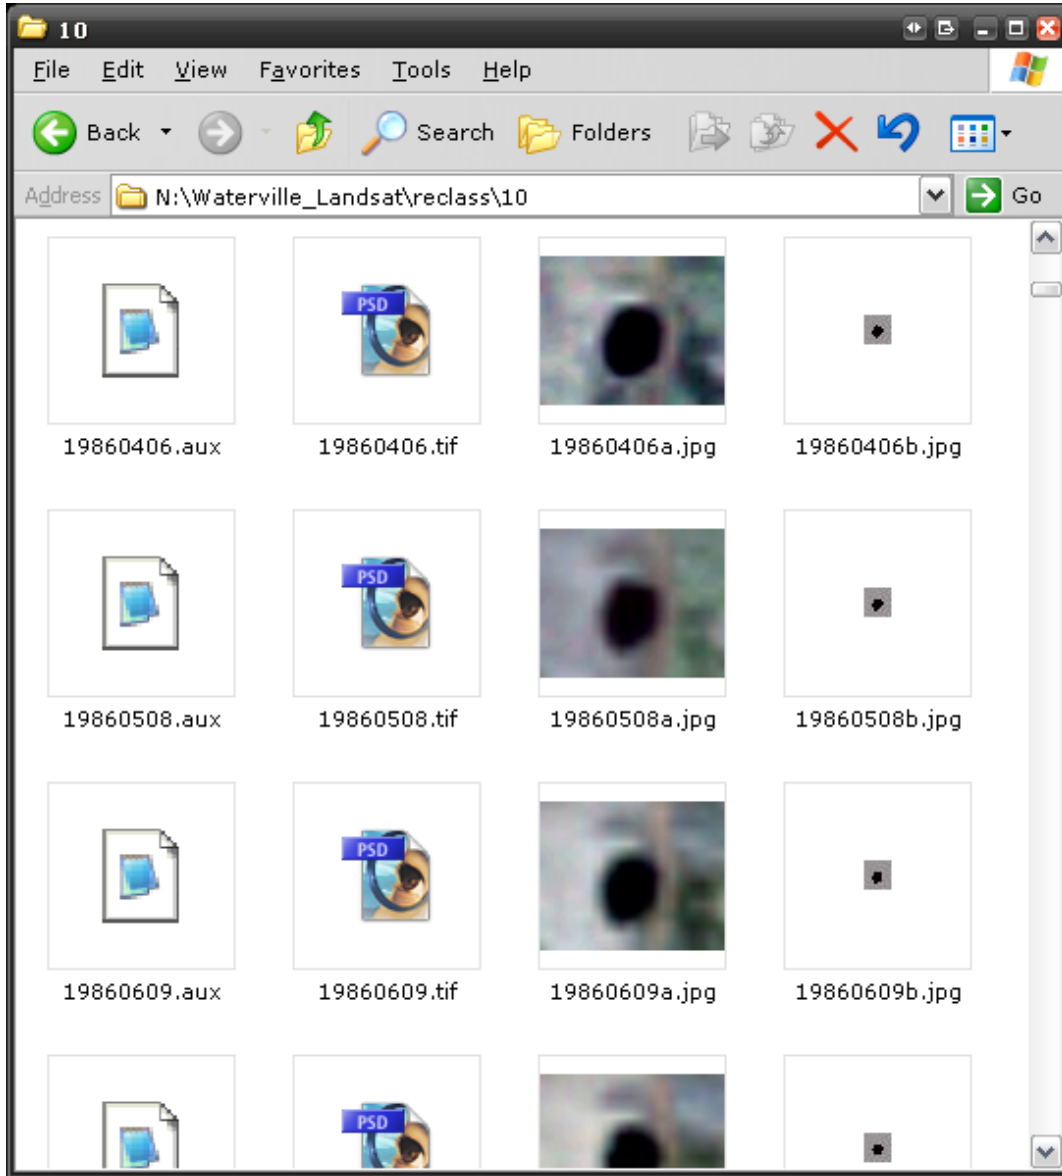 10
File Edit View Favorites Tools Help
Back Search Folders
Address N:\Waterville_Landsat\reclass\10 Go
PSD
19860406.aux 19860406.tif 19860406a.jpg 19860406b.jpg
PSD
19860508.aux 19860508.tif 19860508a.jpg 19860508b.jpg
PSD
19860609.aux 19860609.tif 19860609a.jpg 19860609b.jpg
PSD